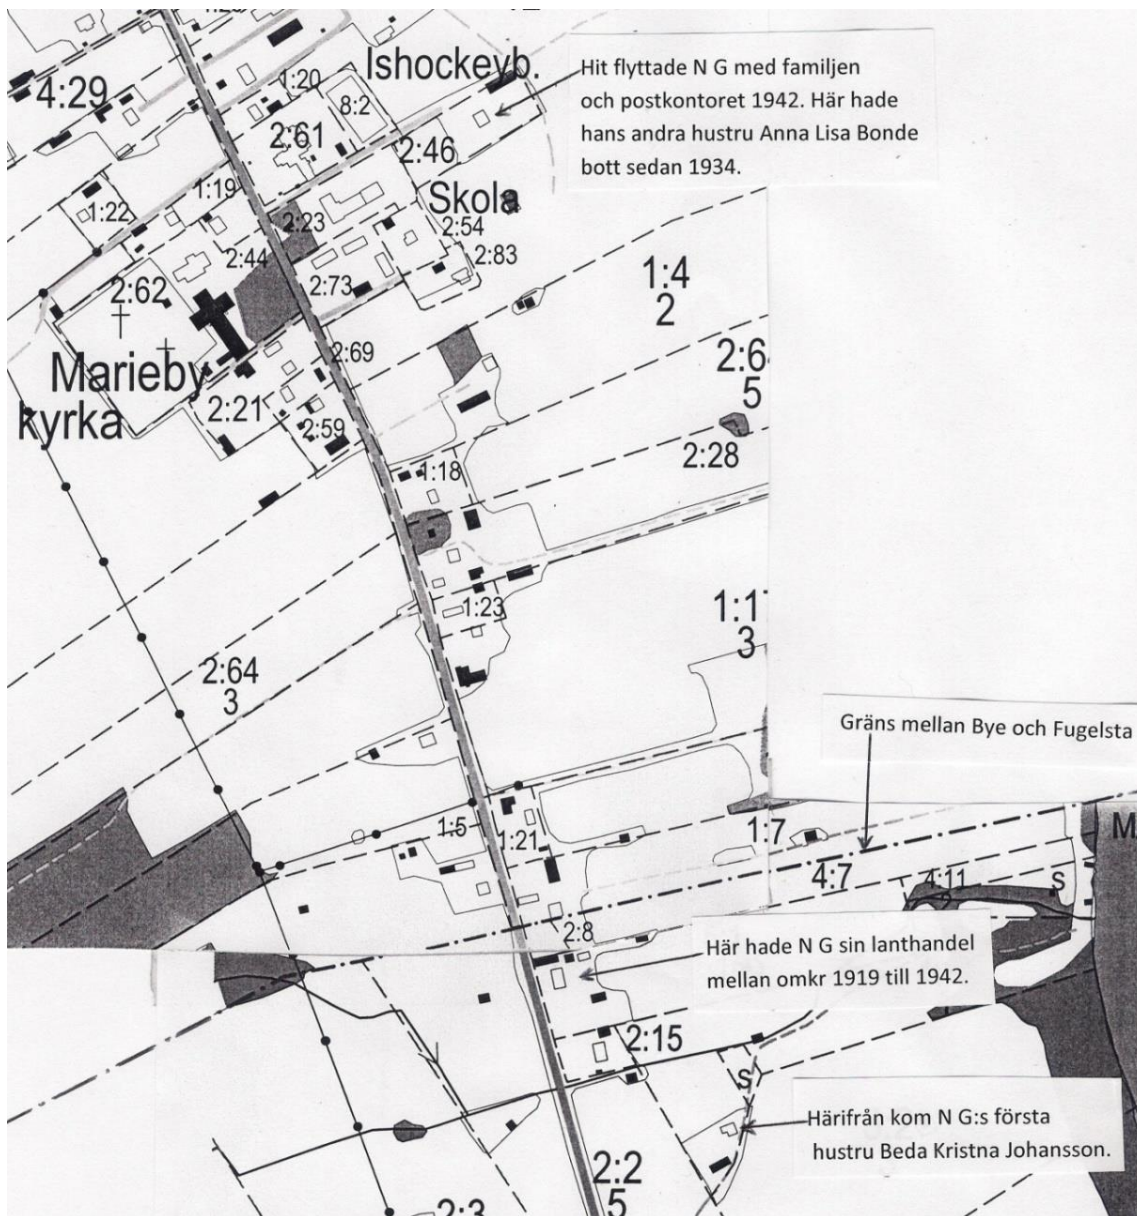 Ishockeyb.
Hit flyttade N G med familjen
och postkontoret 1942. Här hade
hans andra hustru Anna Lisa Bonde
bott sedan 1934.
4:29
1:20
8:2
2:61
2:46
1:19
Skola
1:22
2:23
2:54
2:44
2:83
2:62
2:73
1:4
2
2:69
Marieby
kyrka
2:6
5
2:21
2:59
2:28
1:18
1:23
1:1
3
2:64
3
Gräns mellan Bye och Fugelsta
1:5
1:21
1:7
M
4:7
4:11
S
2:8
Här hade N G sin lanthandel
mellan omkr 1919 till 1942.
2:15
S
Härifrån kom N G:s första
hustru Beda Kristna Johansson.
2:2
5
2:3